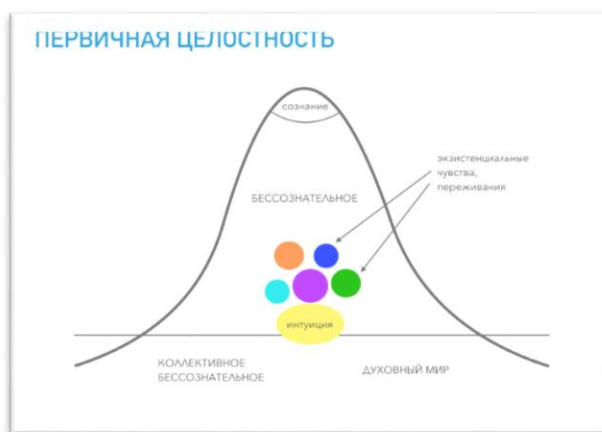 ПЕРВИЧНАЯ ЦЕЛОСТНОСТЬ
сознание
экзистенциальные
чувства,
переживания
БЕССОЗНАТЕЛЬНОЕ
интуиция
КОЛЛЕКТИВНОЕ
БЕССОЗНАТЕЛЬНОЕ
ДУХОВНЫЙ МИР